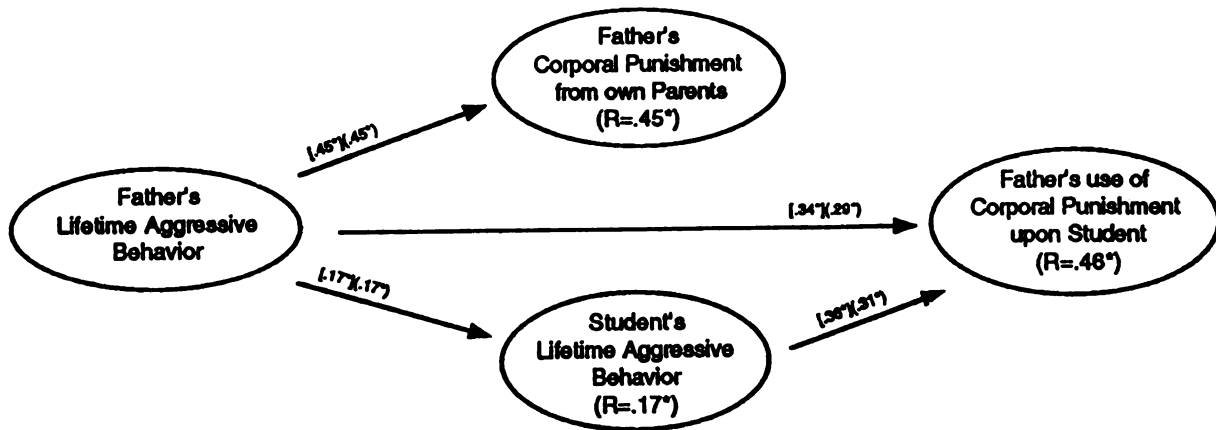 Father's
Corporal Punishment
from own Parents
(R=.45*)
[.45*](.45*)
Father's
Lifetime Aggressive
Behavior
[.34*](.29*)
Father's use of
Corporal Punishment
upon Student
(R=.46*)
[.17*](.17*)
[.36*](.31*)
Student's
Lifetime Aggressive
Behavior
(R=.17*)